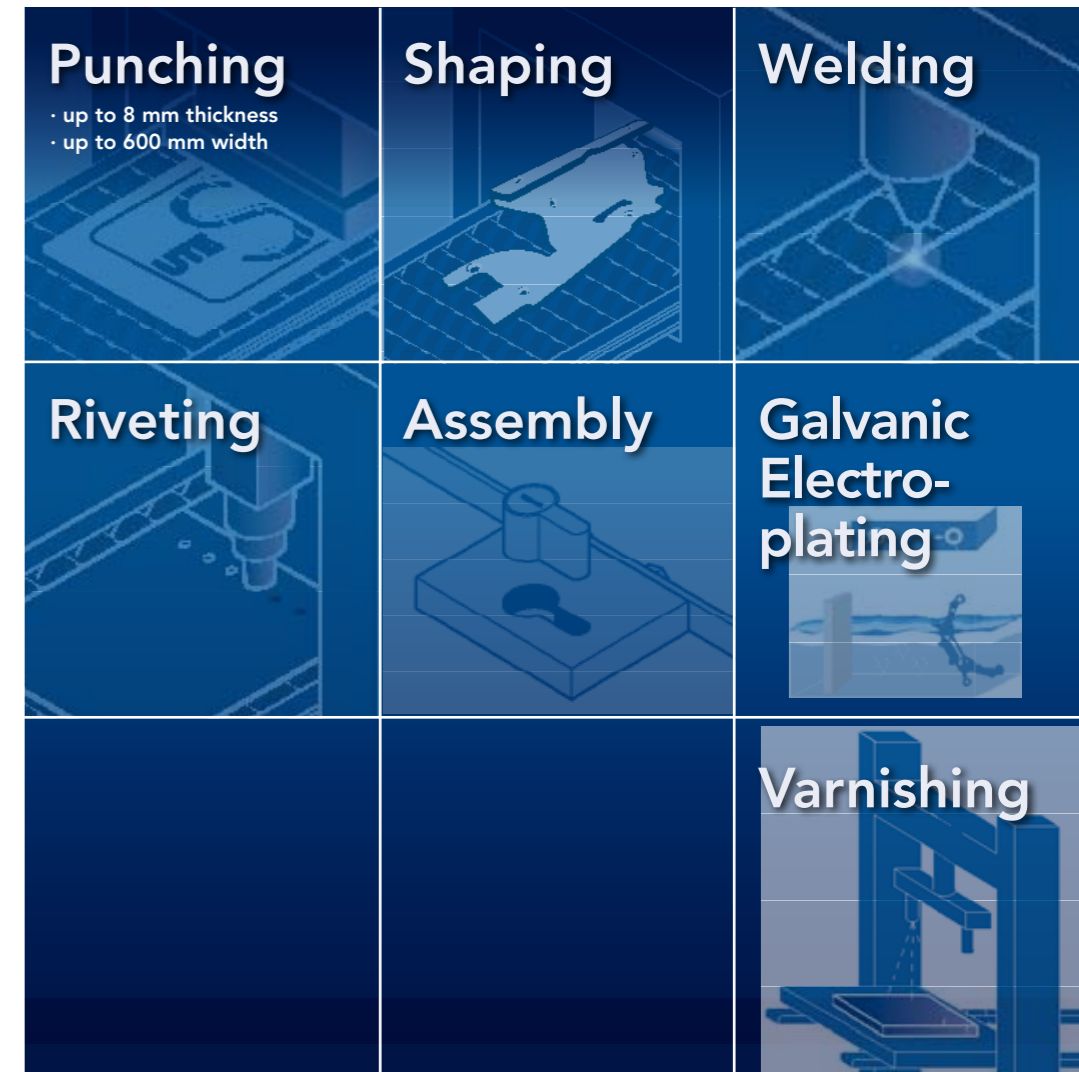 Punching
· up to 8 mm thickness
· up to 600 mm width
Shaping
Welding
Riveting
Assembly
Galvanic
Electro-
plating
Varnishing